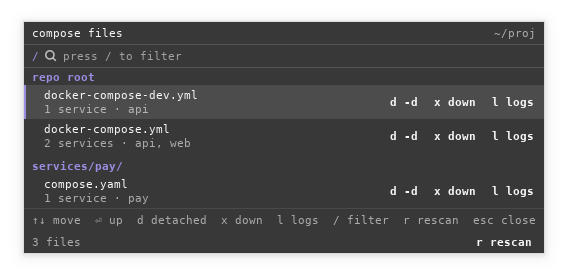 compose files ~/proj
/ press / to filter
repo root
docker-compose-dev.yml
1 service · api d -d x down l logs
docker-compose.yml
2 services · api, web d -d x down l logs
services/pay/
compose.yaml
1 service · pay d -d x down l logs
↑↓ move ⏎ up d detached x down l logs / filter r rescan esc close
3 files r rescan